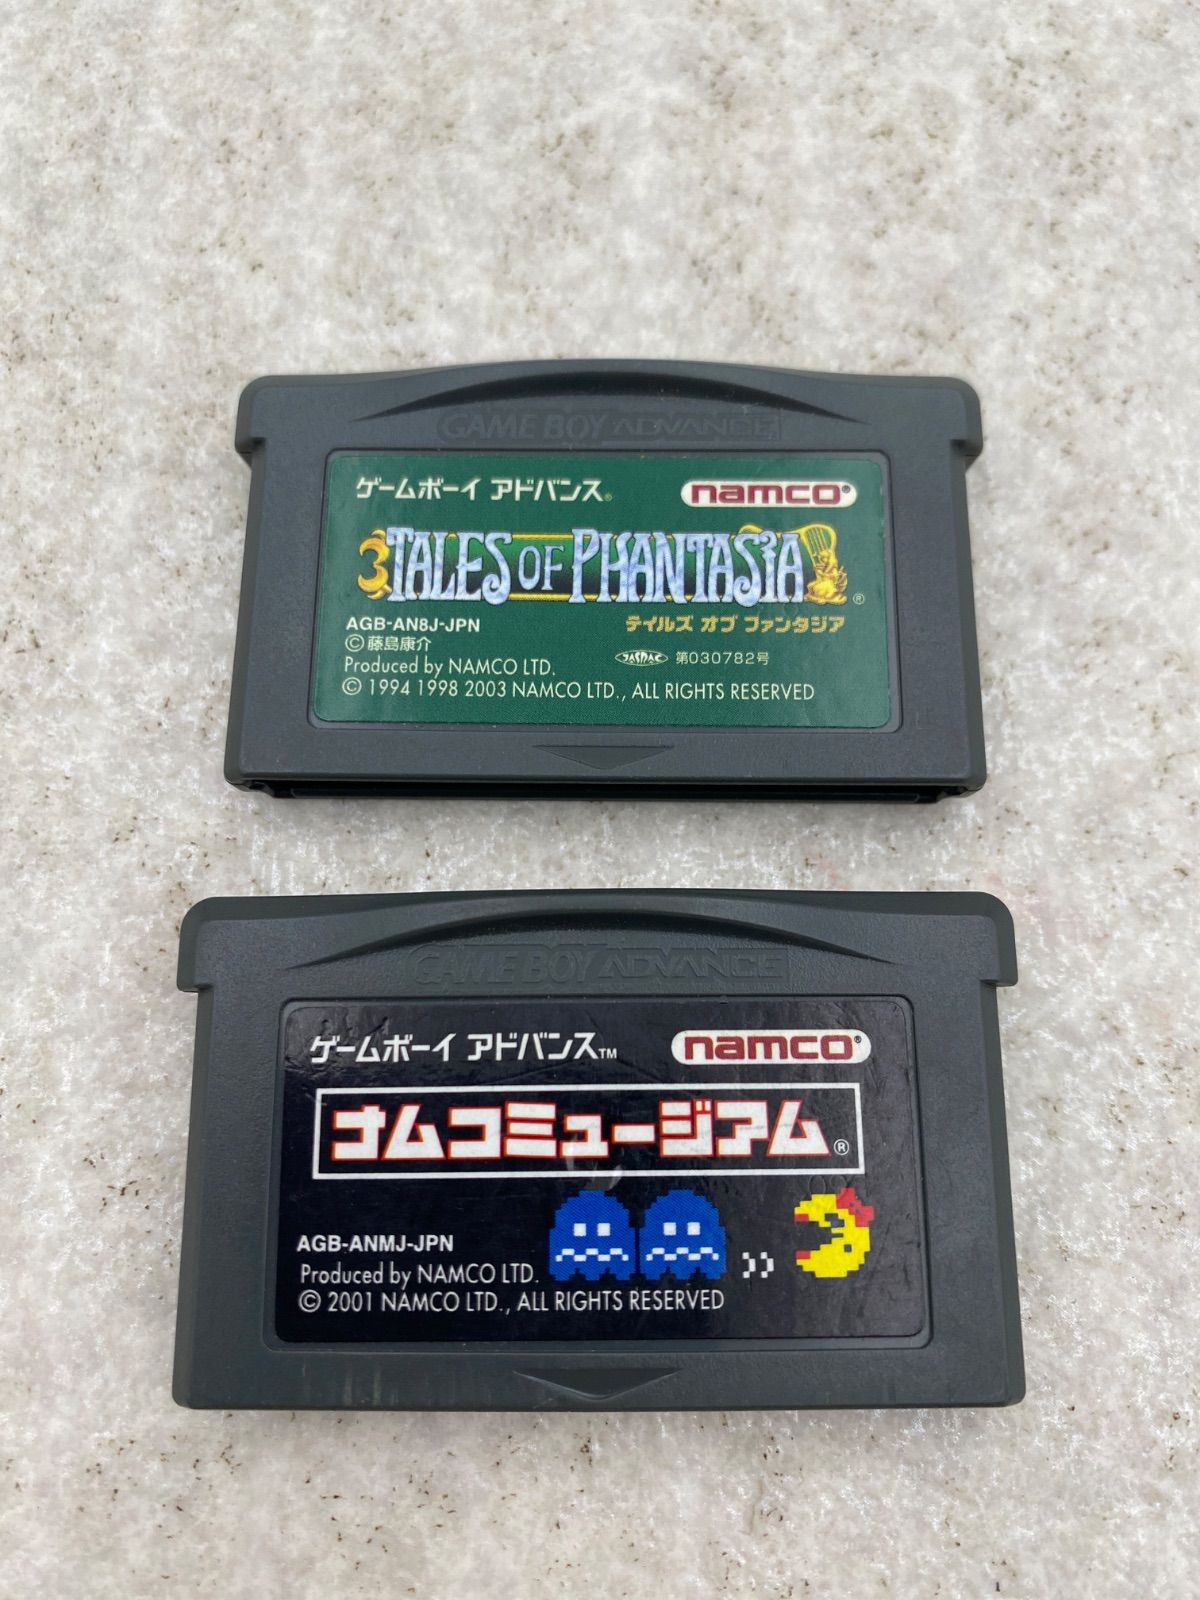 GAME BOY ADVANCE
ゲームボーイ アドバンス® namco®
TALES OF PHANTASIA®
AGB-AN8J-JPN テイルズ オブ ファンタジア
©藤島康介
Produced by NAMCO LTD. JASRAC 第030782号
© 1994 1998 2003 NAMCO LTD., ALL RIGHTS RESERVED
GAME BOY ADVANCE
ゲームボーイ アドバンス™ namco®
ナムコミュージアム®
AGB-ANMJ-JPN
Produced by NAMCO LTD.
© 2001 NAMCO LTD., ALL RIGHTS RESERVED